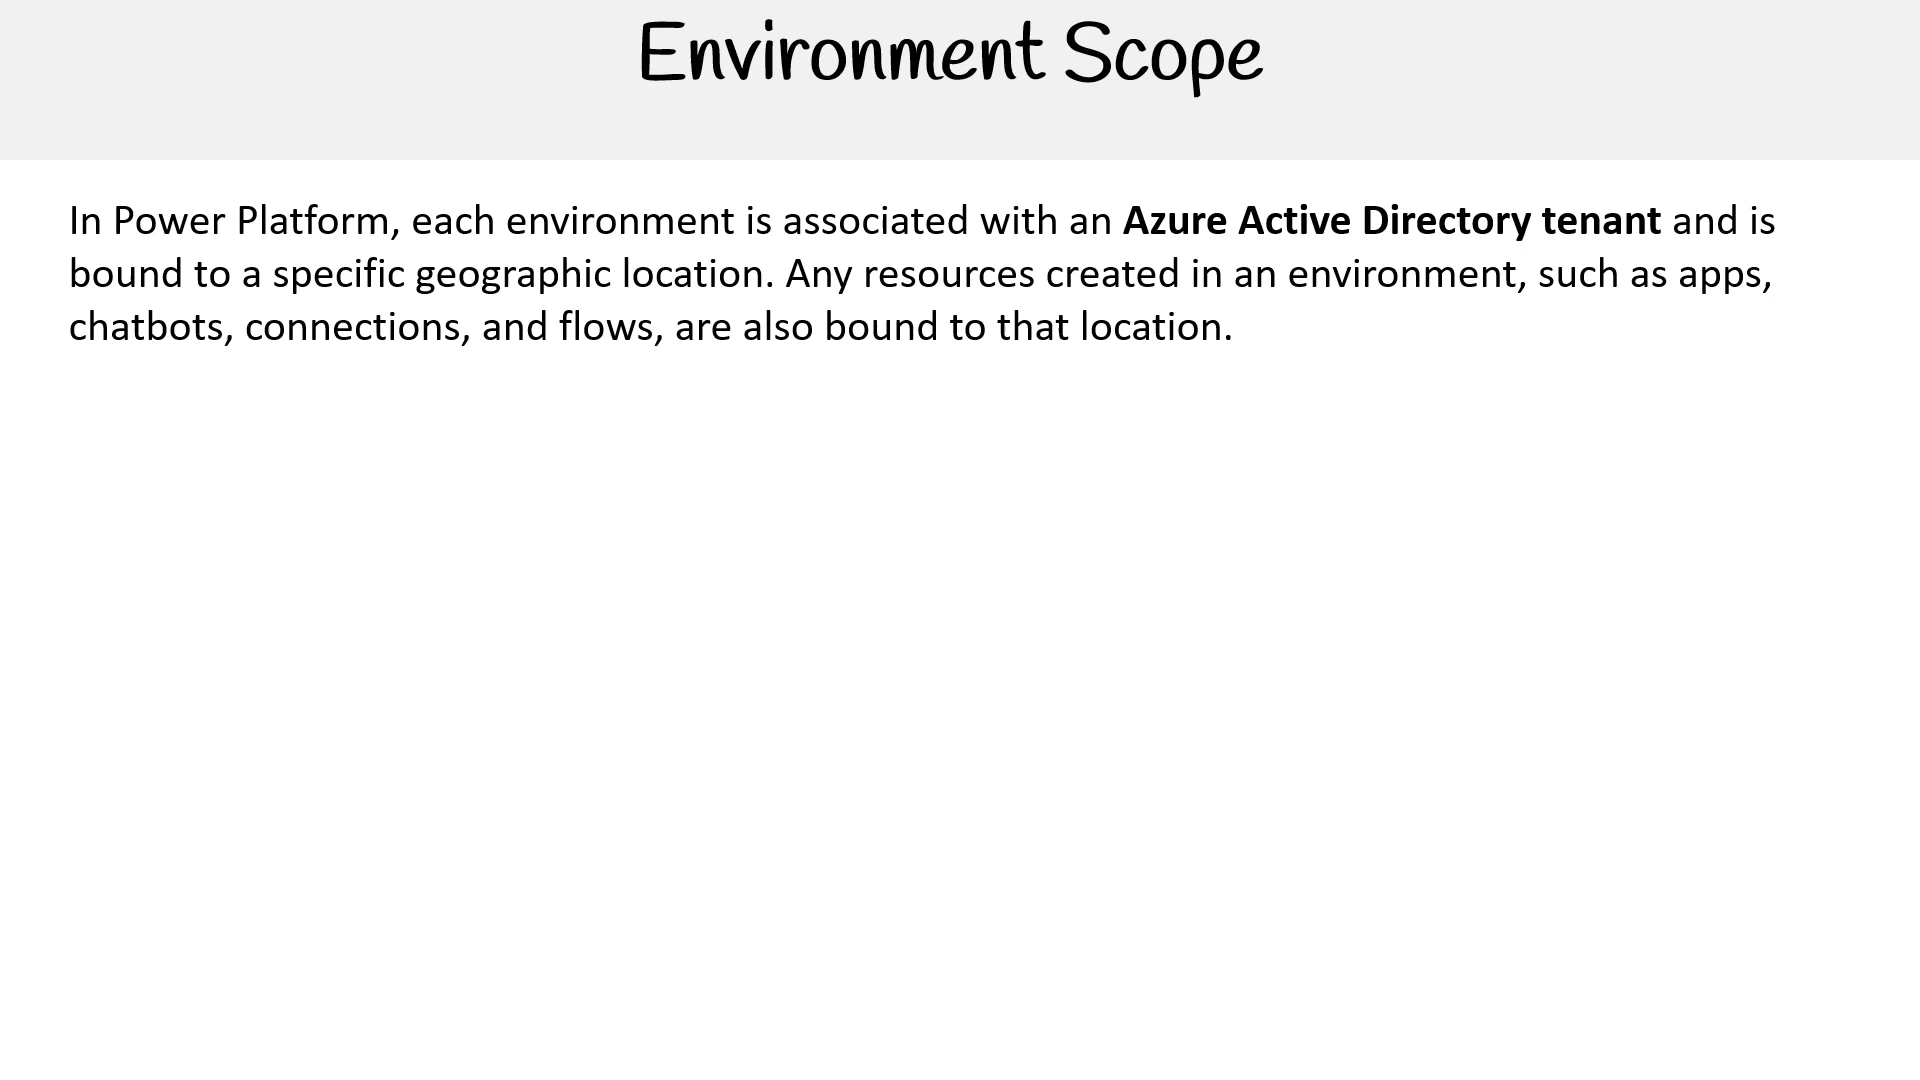 Environment Scope
In Power Platform, each environment is associated with an Azure Active Directory tenant and is
bound to a specific geographic location. Any resources created in an environment, such as apps,
chatbots, connections, and flows, are also bound to that location.